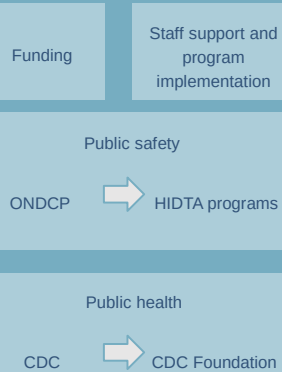 Funding
Staff support and
program
implementation
Public safety
ONDCP HIDTA programs
Public health
CDC CDC Foundation